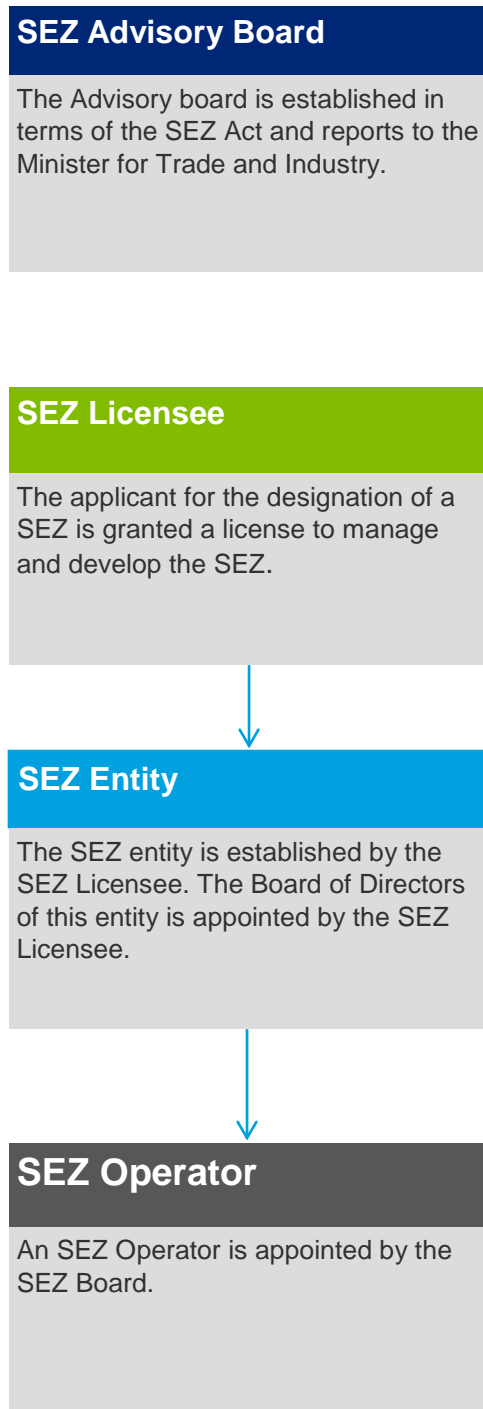 SEZ Advisory Board
The Advisory board is established in
terms of the SEZ Act and reports to the
Minister for Trade and Industry.
SEZ Licensee
The applicant for the designation of a
SEZ is granted a license to manage
and develop the SEZ.
SEZ Entity
The SEZ entity is established by the
SEZ Licensee. The Board of Directors
of this entity is appointed by the SEZ
Licensee.
SEZ Operator
An SEZ Operator is appointed by the
SEZ Board.